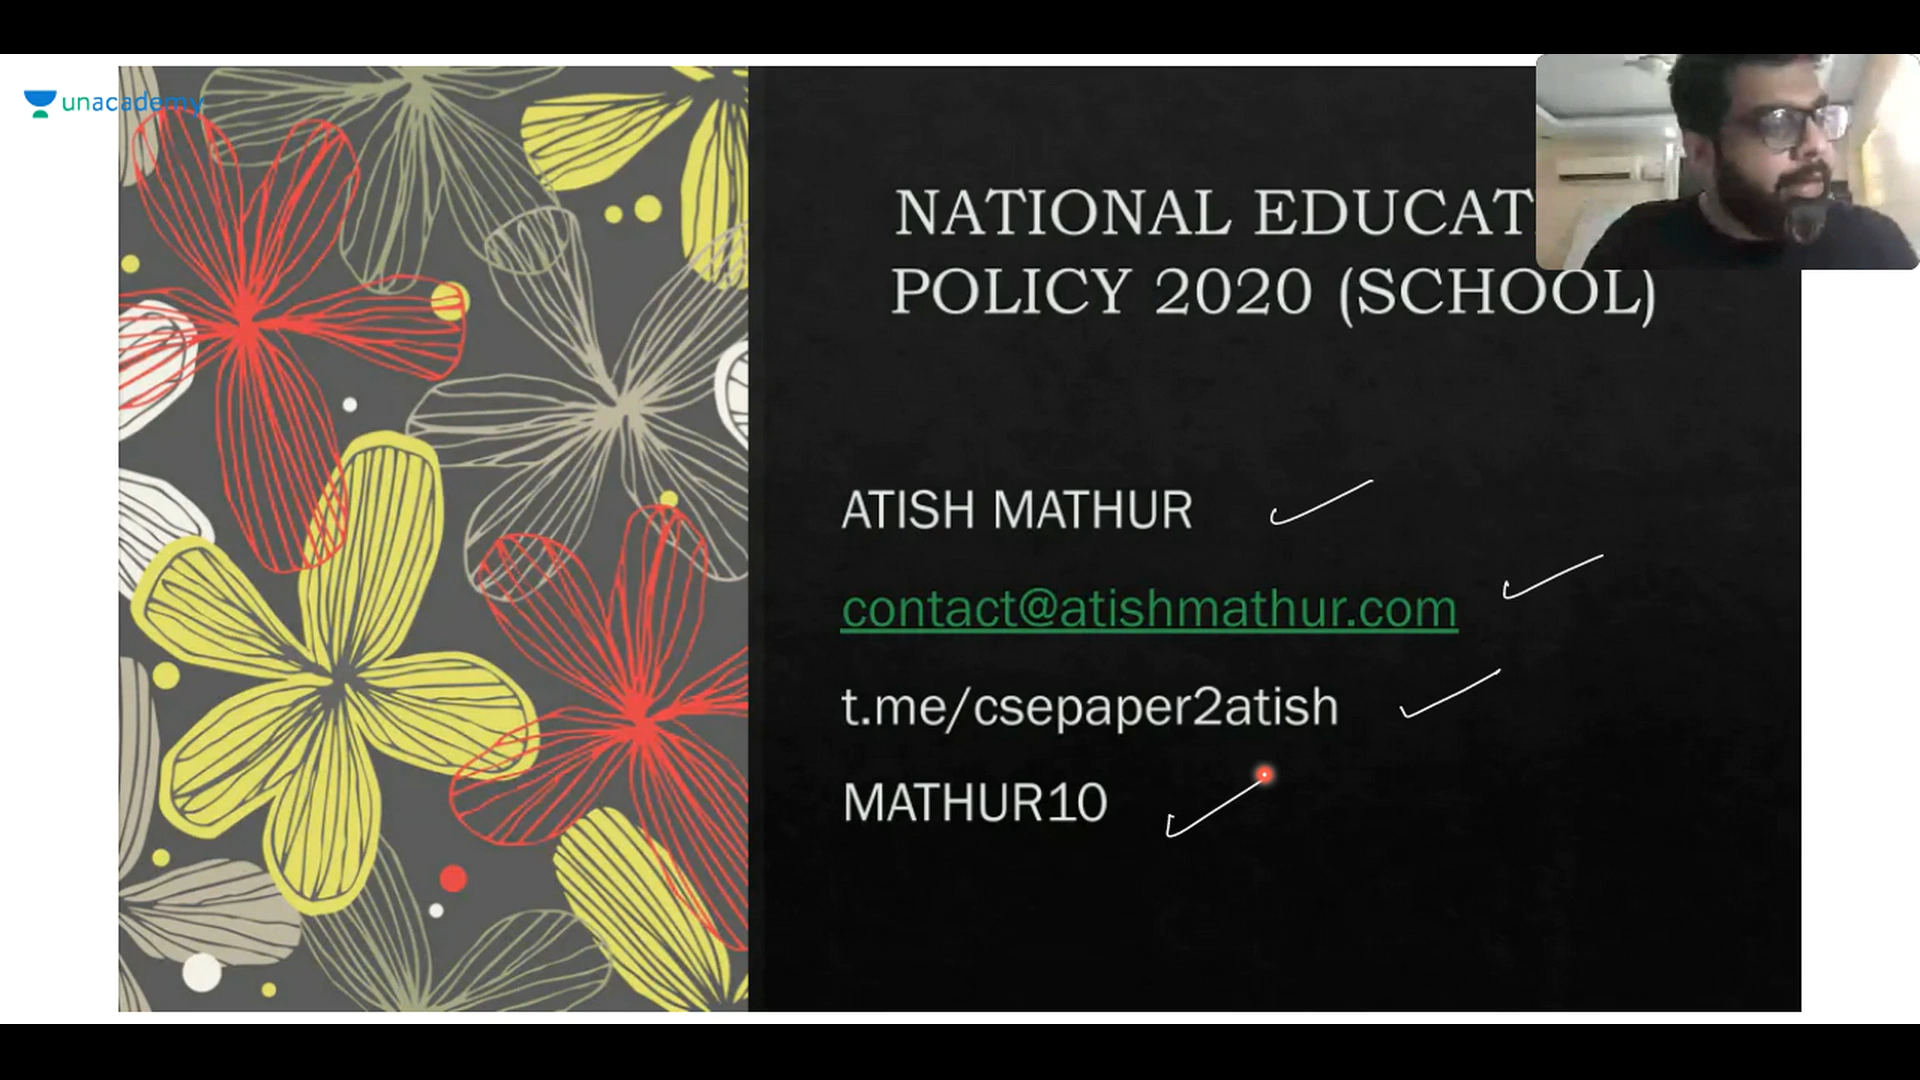 unacademy
NATIONAL EDUCAT
POLICY 2020 (SCHOOL)
ATISH MATHUR
contact@atishmathur.com
t.me/csepaper2atish
MATHUR10